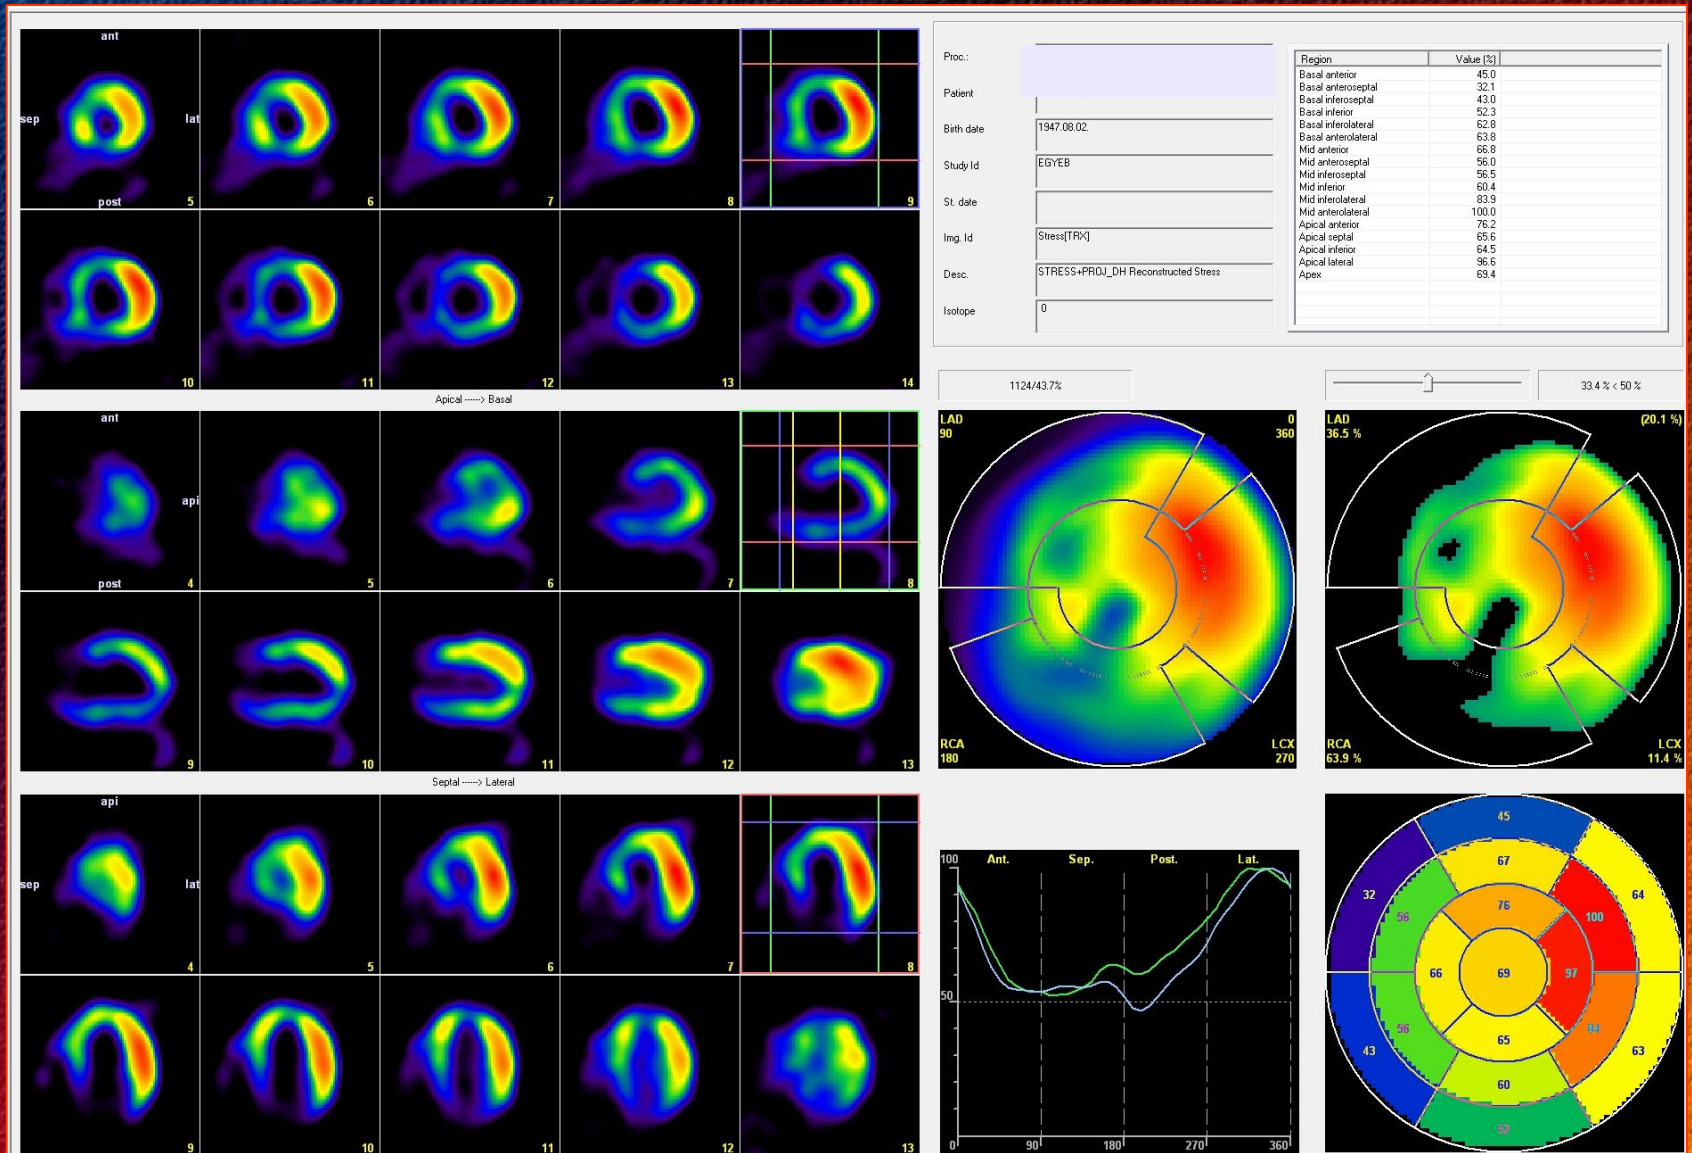 ant
sep
lat
post
5
6
7
8
9
10
11
12
13
14
Apical -----> Basal
ant
api
post
4
5
6
7
8
9
10
11
12
13
Septal -----> Lateral
api
sep
lat
4
5
6
7
8
9
10
11
12
13
Proc.:
Patient
Birth date 1947.08.02.
Study Id EGYEB
St. date
Img. Id Stress[TRX]
Desc. STRESS+PROJ_DH Reconstructed Stress
Isotope 0
Region Value (%)
Basal anterior 45.0
Basal anteroseptal 32.1
Basal inferoseptal 43.0
Basal inferior 52.3
Basal inferolateral 62.8
Basal anterolateral 63.8
Mid anterior 66.8
Mid anteroseptal 56.0
Mid inferoseptal 56.5
Mid inferior 60.4
Mid inferolateral 83.9
Mid anterolateral 100.0
Apical anterior 76.2
Apical septal 65.6
Apical inferior 64.5
Apical lateral 96.6
Apex 69.4
1124/43.7%
33.4 % < 50 %
LAD 0
90 360
RCA LCX
180 270
LAD (20.1 %)
36.5 %
RCA LCX
63.9 % 11.4 %
100 Ant. Sep. Post. Lat.
50
0 90 180 270 360
45
67
32 64
56 76 100
66 69 97
56 84
43 65 63
60
52